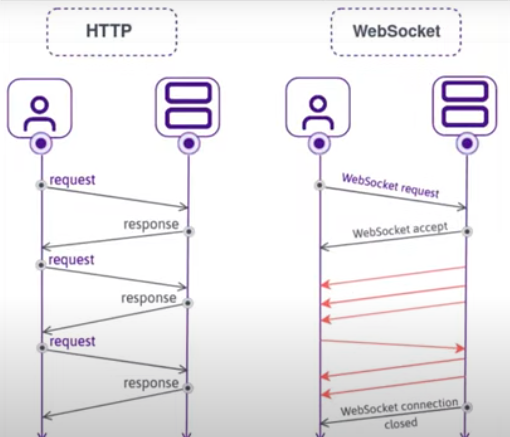 HTTP
WebSocket
request
response
request
response
request
response
WebSocket request
WebSocket accept
WebSocket connection
closed